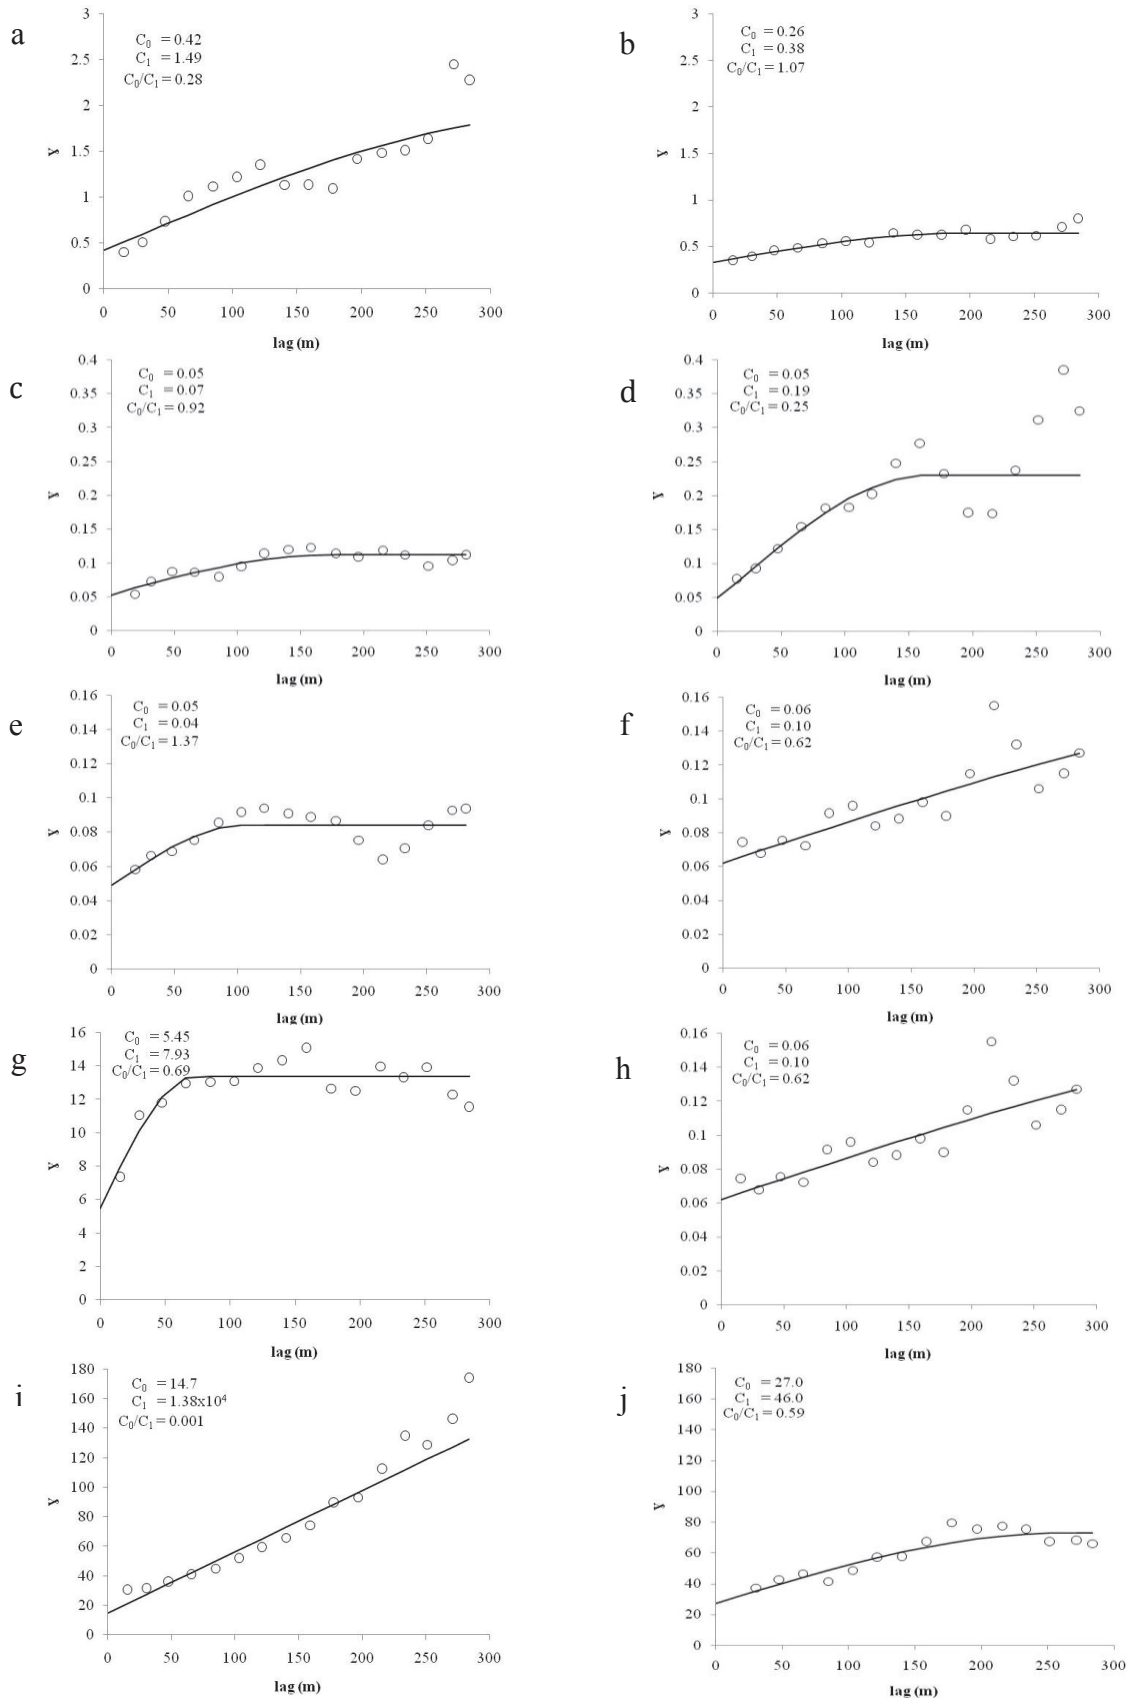 a
C0 = 0.42
C1 = 1.49
C0/C1 = 0.28
3
2.5
2
1.5
1
0.5
0
γ
0 50 100 150 200 250 300
lag (m)
b
C0 = 0.26
C1 = 0.38
C0/C1 = 1.07
3
2.5
2
1.5
1
0.5
0
γ
0 50 100 150 200 250 300
lag (m)
c
C0 = 0.05
C1 = 0.07
C0/C1 = 0.92
0.4
0.35
0.3
0.25
0.2
0.15
0.1
0.05
0
γ
0 50 100 150 200 250 300
lag (m)
d
C0 = 0.05
C1 = 0.19
C0/C1 = 0.25
0.4
0.35
0.3
0.25
0.2
0.15
0.1
0.05
0
γ
0 50 100 150 200 250 300
lag (m)
e
C0 = 0.05
C1 = 0.04
C0/C1 = 1.37
0.16
0.14
0.12
0.1
0.08
0.06
0.04
0.02
0
γ
0 50 100 150 200 250 300
lag (m)
f
C0 = 0.06
C1 = 0.10
C0/C1 = 0.62
0.16
0.14
0.12
0.1
0.08
0.06
0.04
0.02
0
γ
0 50 100 150 200 250 300
lag (m)
g
C0 = 5.45
C1 = 7.93
C0/C1 = 0.69
16
14
12
10
8
6
4
2
0
γ
0 50 100 150 200 250 300
lag (m)
h
C0 = 0.06
C1 = 0.10
C0/C1 = 0.62
0.16
0.14
0.12
0.1
0.08
0.06
0.04
0.02
0
γ
0 50 100 150 200 250 300
lag (m)
i
C0 = 14.7
C1 = 1.38x10⁴
C0/C1 = 0.001
180
160
140
120
100
80
60
40
20
0
γ
0 50 100 150 200 250 300
lag (m)
j
C0 = 27.0
C1 = 46.0
C0/C1 = 0.59
180
160
140
120
100
80
60
40
20
0
γ
0 50 100 150 200 250 300
lag (m)